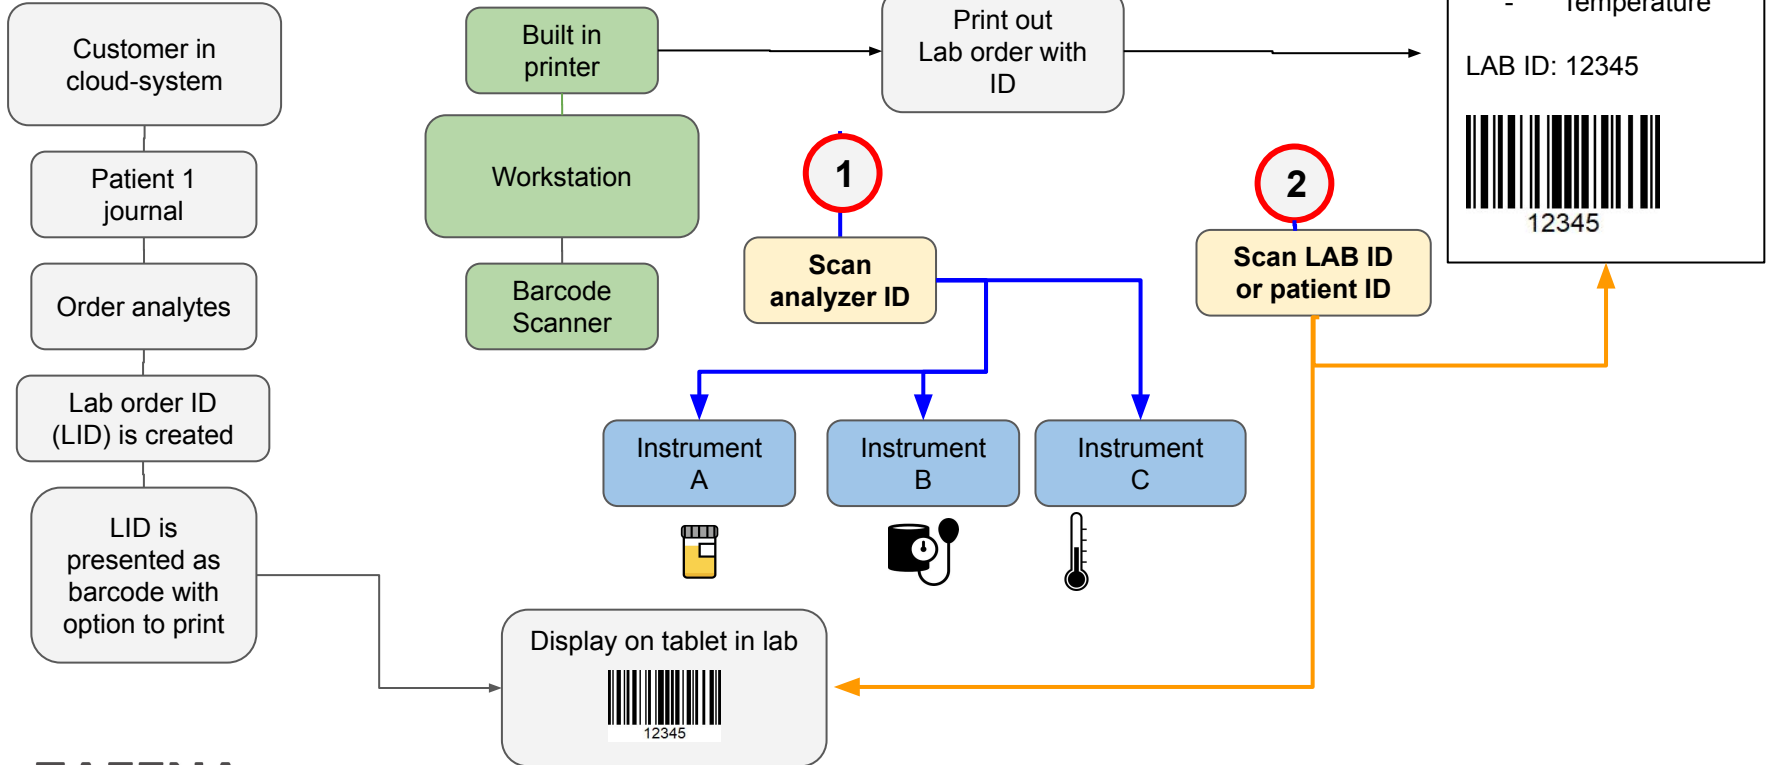 Customer in
cloud-system
Patient 1
journal
Order analytes
Lab order ID
(LID) is created
LID is
presented as
barcode with
option to print
Built in
printer
Workstation
Barcode
Scanner
Print out
Lab order with
ID
- Temperature
LAB ID: 12345
12345
1
Scan
analyzer ID
2
Scan LAB ID
or patient ID
Instrument
A
Instrument
B
Instrument
C
Display on tablet in lab
12345